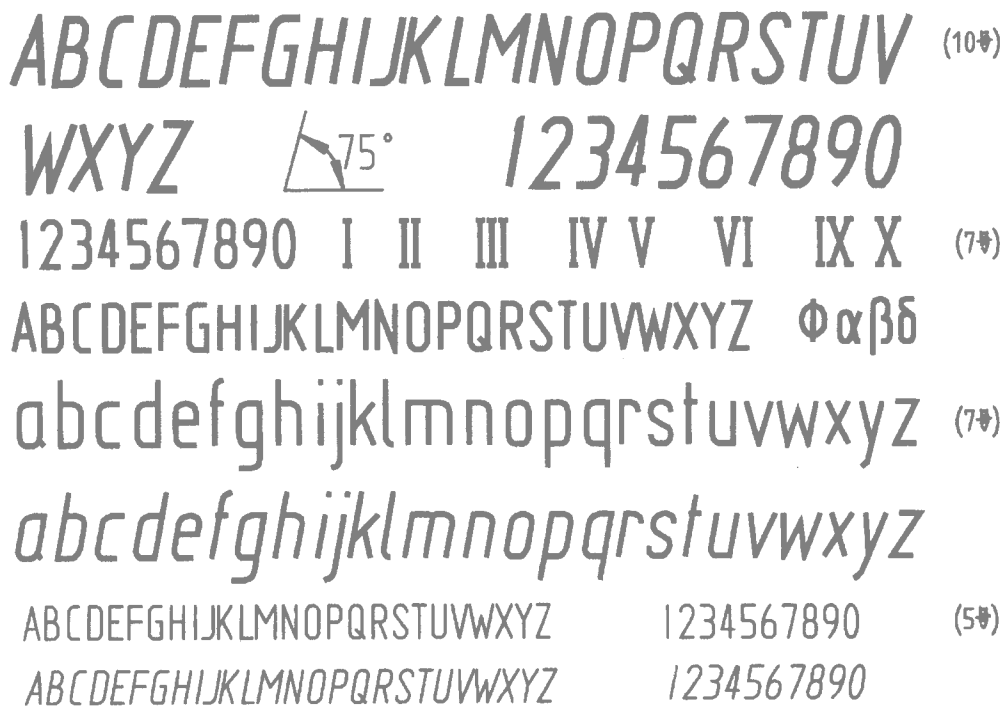 ABCDEFGHIJKLMNOPQRSTUV (10号)
WXYZ 75° 1234567890
1234567890 I II III IV V VI IX X (7号)
ABCDEFGHIJKLMNOPQRSTUVWXYZ Φαβδ
abcdefghijklmnopqrstuvwxyz (7号)
abcdefghijklmnopqrstuvwxyz
ABCDEFGHIJKLMNOPQRSTUVWXYZ 1234567890 (5号)
ABCDEFGHIJKLMNOPQRSTUVWXYZ 1234567890